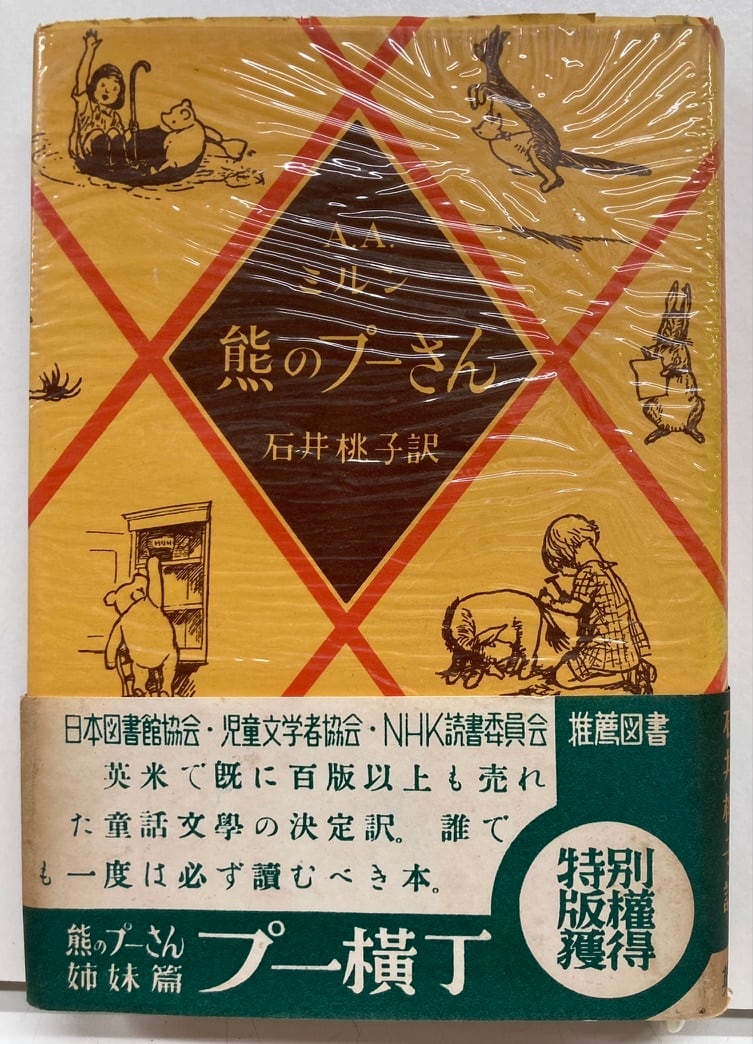 A.A.
ミルン
熊のプーさん
石井桃子訳
日本図書館協会・児童文学者協会・NHK読書委員会 推薦図書
英米で既に百版以上も売れ
た童話文學の決定訳。誰で
も一度は必ず讀むべき本。
特別
版權
獲得
熊のプーさん
姉妹篇
プー橫丁